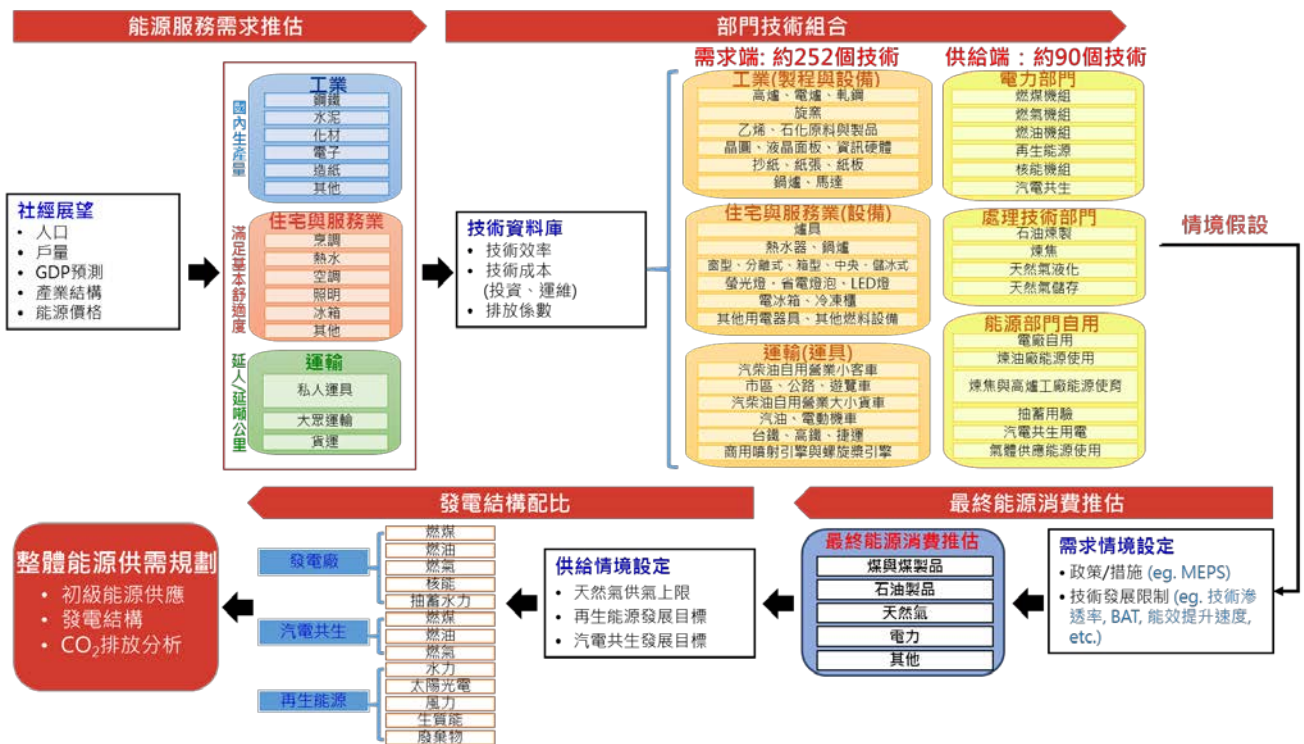 能源服務需求推估
部門技術組合
需求端: 約252個技術
供給端：約90個技術
社經展望
• 人口
• 戶量
• GDP預測
• 產業結構
• 能源價格
國內生產量
工業
鋼鐵
水泥
化材
電子
造紙
其他
滿足基本舒適度
住宅與服務業
烹調
熱水
空調
照明
冰箱
其他
延人/延噸公里
運輸
私人運具
大眾運輸
貨運
技術資料庫
• 技術效率
• 技術成本
(投資、運維)
• 排放係數
工業(製程與設備)
高爐、電爐、軋鋼
旋窯
乙烯、石化原料與製品
晶圓、液晶面板、資訊硬體
抄紙、紙張、紙板
鍋爐、馬達
住宅與服務業(設備)
爐具
熱水器、鍋爐
窗型、分離式、箱型、中央、儲冰式
螢光燈、省電燈泡、LED燈
電冰箱、冷凍櫃
其他用電器具、其他燃料設備
運輸(運具)
汽柴油自用營業小客車
市區、公路、遊覽車
汽柴油自用營業大小貨車
汽油、電動機車
台鐵、高鐵、捷運
商用噴射引擎與螺旋槳引擎
電力部門
燃煤機組
燃氣機組
燃油機組
再生能源
核能機組
汽電共生
處理技術部門
石油煉製
煉焦
天然氣液化
天然氣儲存
能源部門自用
電廠自用
煉油廠能源使用
煉焦與高爐工廠能源使用
抽蓄用驗
汽電共生用電
氣體供應能源使用
情境假設
最終能源消費推估
需求情境設定
• 政策/措施 (eg. MEPS)
• 技術發展限制 (eg. 技術滲
透率, BAT, 能效提升速度,
etc.)
最終能源消費推估
煤與煤製品
石油製品
天然氣
電力
其他
發電結構配比
供給情境設定
• 天然氣供氣上限
• 再生能源發展目標
• 汽電共生發展目標
發電廠
燃煤
燃油
燃氣
核能
抽蓄水力
汽電共生
燃煤
燃油
燃氣
再生能源
水力
太陽光電
風力
生質能
廢棄物
整體能源供需規劃
• 初級能源供應
• 發電結構
• CO₂排放分析